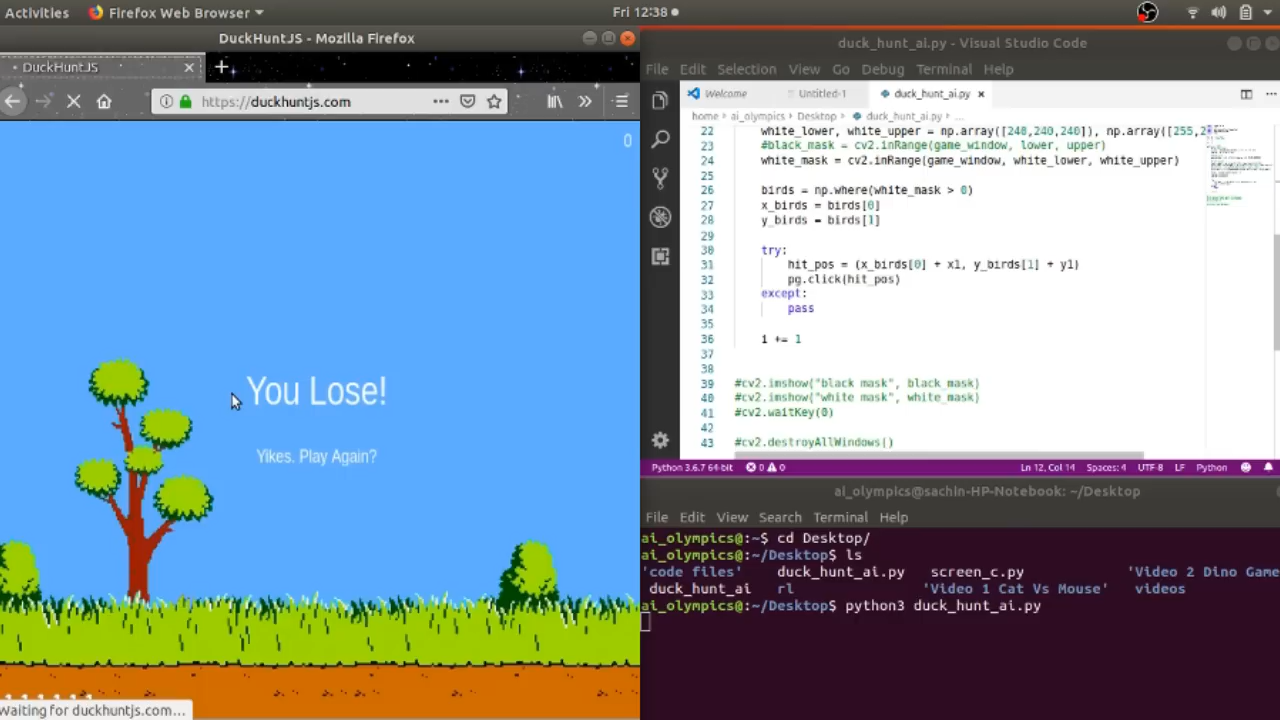 Activities Firefox Web Browser Fri 12:38
DuckHuntJS - Mozilla Firefox
DuckHuntJS
https://duckhuntjs.com
0
You Lose!
Yikes. Play Again?
Waiting for duckhuntjs.com...
duck_hunt_ai.py - Visual Studio Code
File Edit Selection View Go Debug Terminal Help
Welcome Untitled-1 duck_hunt_ai.py
home ai_olympics Desktop duck_hunt_ai.py ...
22 white_lower, white_upper = np.array([240,240,240]), np.array([255,2
23 #black_mask = cv2.inRange(game_window, lower, upper)
24 white_mask = cv2.inRange(game_window, white_lower, white_upper)
25
26 birds = np.where(white_mask > 0)
27 x_birds = birds[0]
28 y_birds = birds[1]
29
30 try:
31 hit_pos = (x_birds[0] + x1, y_birds[1] + y1)
32 pg.click(hit_pos)
33 except:
34 pass
35
36 i += 1
37
38
39 #cv2.imshow("black mask", black_mask)
40 #cv2.imshow("white mask", white_mask)
41 #cv2.waitKey(0)
42
43 #cv2.destroyAllWindows()
Python 3.6.7 64-bit 0 0 Ln 12, Col 14 Spaces: 4 UTF-8 LF Python
ai_olympics@sachin-HP-Notebook: ~/Desktop
File Edit View Search Terminal Help
ai_olympics@:~$ cd Desktop/
ai_olympics@:~/Desktop$ ls
'code files' duck_hunt_ai.py screen_c.py 'Video 2 Dino Game
duck_hunt_ai rl 'Video 1 Cat Vs Mouse' videos
ai_olympics@:~/Desktop$ python3 duck_hunt_ai.py